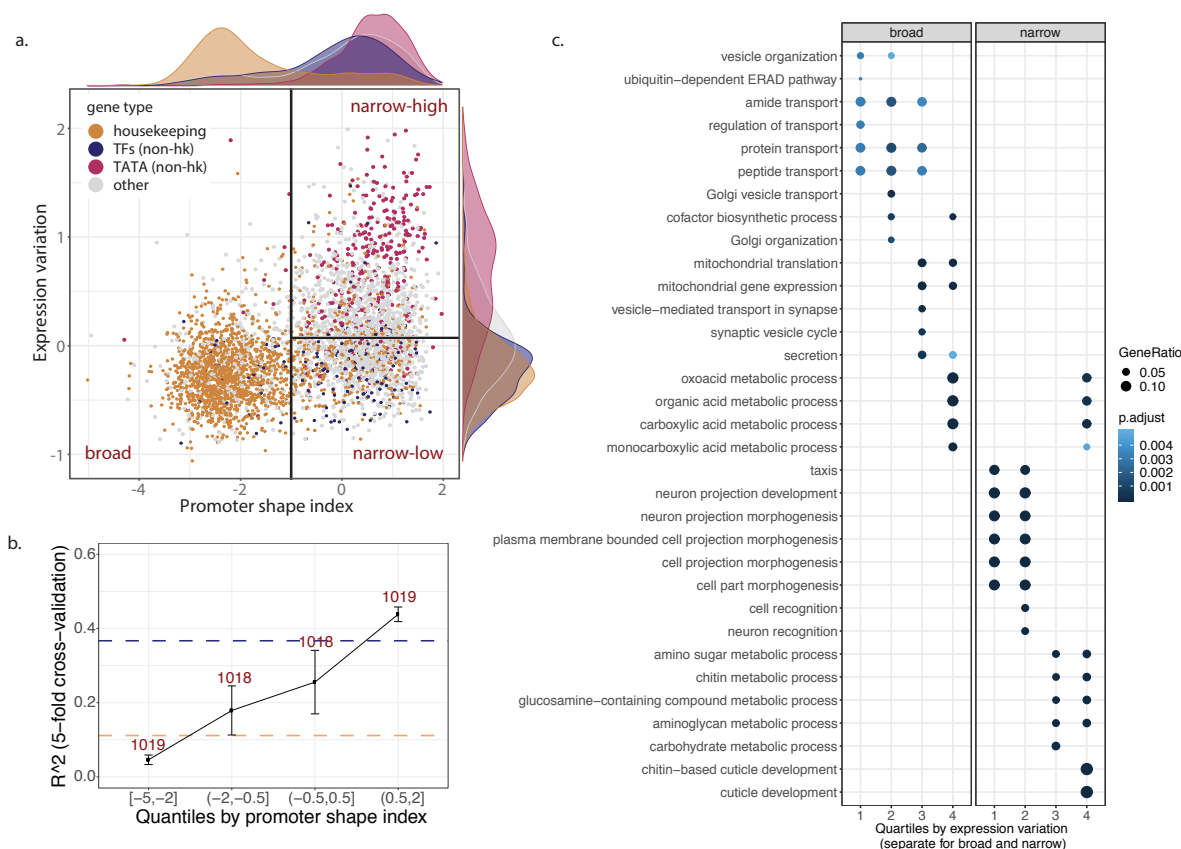 a.
narrow-high
gene type
housekeeping
TFs (non-hk)
TATA (non-hk)
other
broad
narrow-low
Expression variation
2
1
0
-1
-4
-2
0
2
Promoter shape index
b.
R^2 (5-fold cross-validation)
0.6
0.4
0.2
0.0
1019
1018
1018
1019
[-5,-2]
(-2,-0.5]
(-0.5,0.5]
(0.5,2]
Quantiles by promoter shape index
c.
broad
narrow
vesicle organization
ubiquitin-dependent ERAD pathway
amide transport
regulation of transport
protein transport
peptide transport
Golgi vesicle transport
cofactor biosynthetic process
Golgi organization
mitochondrial translation
mitochondrial gene expression
vesicle-mediated transport in synapse
synaptic vesicle cycle
secretion
oxoacid metabolic process
organic acid metabolic process
carboxylic acid metabolic process
monocarboxylic acid metabolic process
taxis
neuron projection development
neuron projection morphogenesis
plasma membrane bounded cell projection morphogenesis
cell projection morphogenesis
cell part morphogenesis
cell recognition
neuron recognition
amino sugar metabolic process
chitin metabolic process
glucosamine-containing compound metabolic process
aminoglycan metabolic process
carbohydrate metabolic process
chitin-based cuticle development
cuticle development
1 2 3 4
1 2 3 4
Quartiles by expression variation
(separate for broad and narrow)
GeneRatio
0.05
0.10
p.adjust
0.004
0.003
0.002
0.001